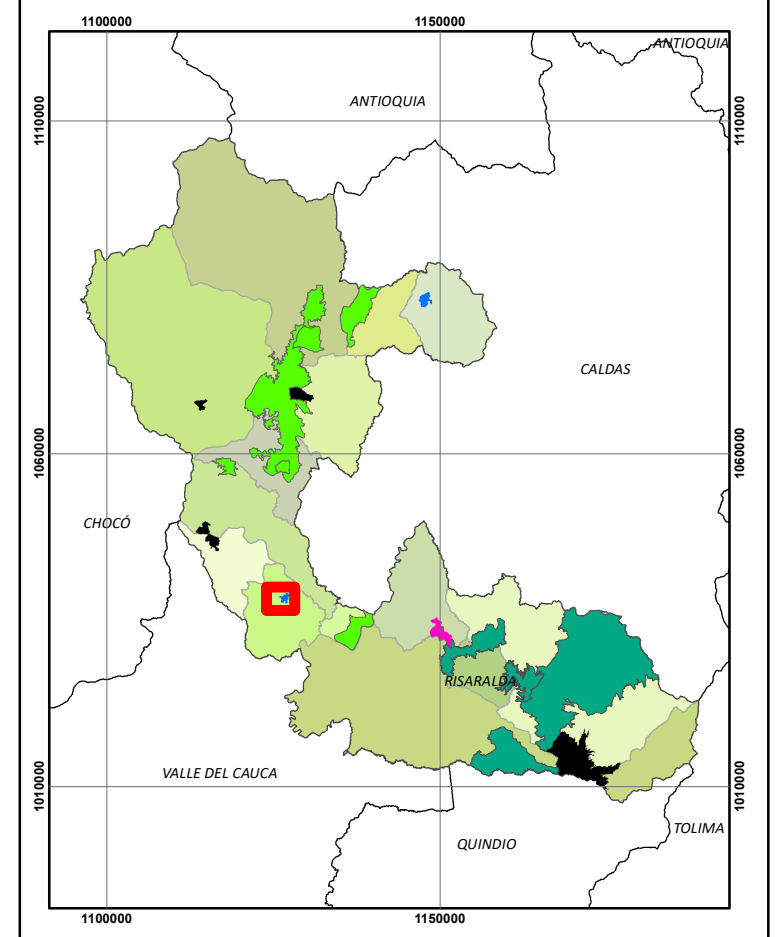 1100000 1150000
ANTIOQUIA
ANTIOQUIA
1110000 1110000
CALDAS
1060000 1060000
CHOCÓ
RISARALDA
VALLE DEL CAUCA
1010000 1010000
TOLIMA
QUINDIO
1100000 1150000